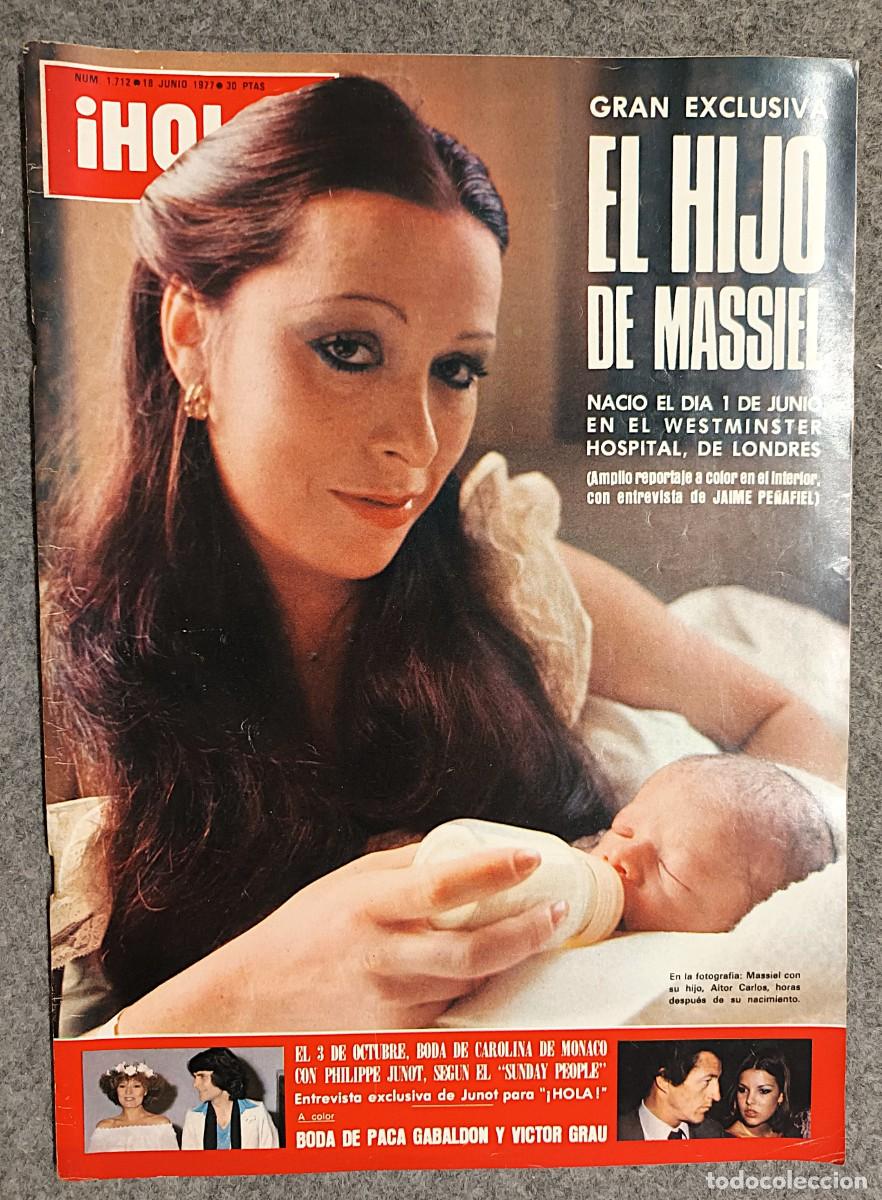 NUM. 1.712 • 18 JUNIO 1977 • 30 PTAS
¡HOL
GRAN EXCLUSIVA
EL HIJO
DE MASSIEL
NACIO EL DIA 1 DE JUNIO
EN EL WESTMINSTER
HOSPITAL, DE LONDRES
(Amplio reportaje a color en el interior,
con entrevista de JAIME PEÑAFIEL)
En la fotografía: Massiel con
su hijo, Aitor Carlos, horas
después de su nacimiento.
EL 3 DE OCTUBRE, BODA DE CAROLINA DE MONACO
CON PHILIPPE JUNOT, SEGUN EL "SUNDAY PEOPLE"
Entrevista exclusiva de Junot para "¡HOLA!"
A color
BODA DE PACA GABALDON Y VICTOR GRAU
todocoleccion